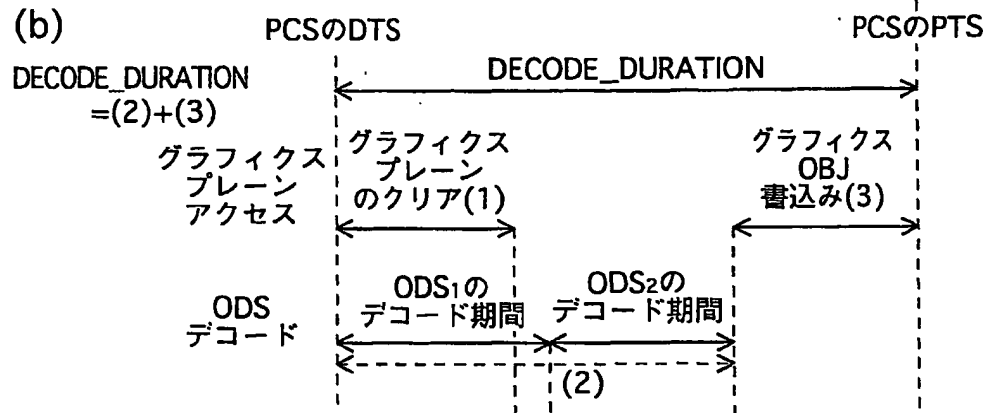 (b)
PCSのDTS
PCSのPTS
DECODE_DURATION
=(2)+(3)
DECODE_DURATION
グラフィクス
プレーン
アクセス
グラフィクス
プレーン
のクリア(1)
グラフィクス
OBJ
書込み(3)
ODS
デコード
ODS1の
デコード期間
ODS2の
デコード期間
(2)